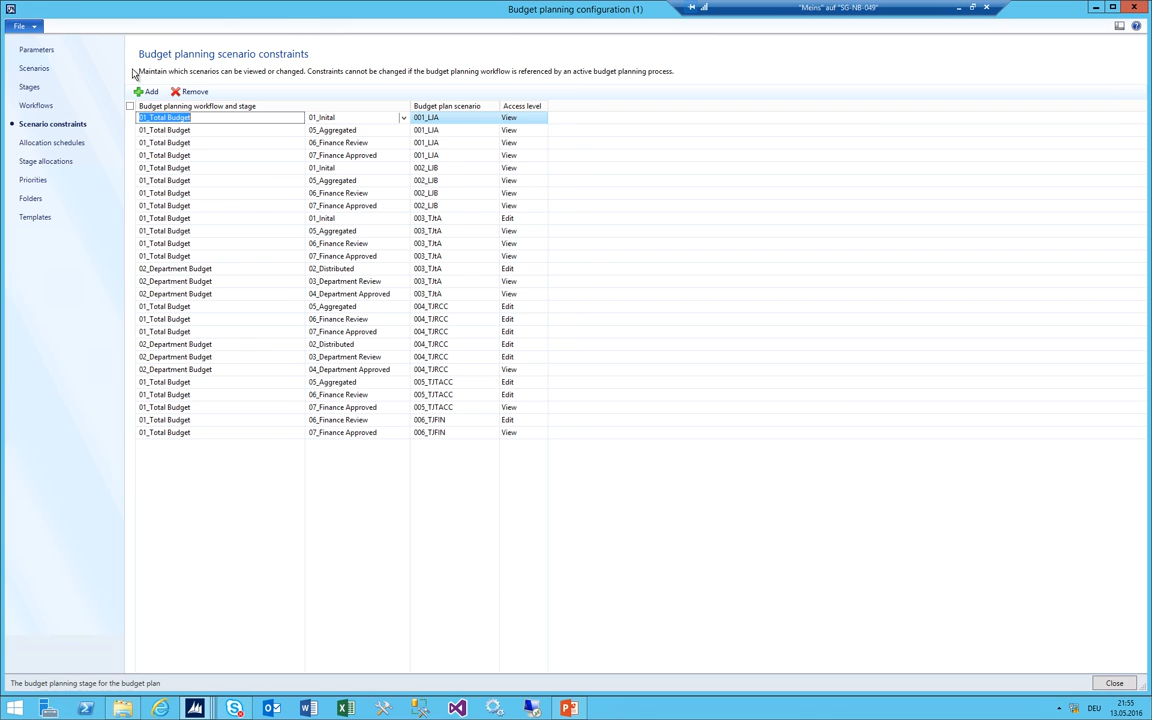 Budget planning configuration (1)
"Meins" auf "SG-NB-049"
File
Parameters
Scenarios
Stages
Workflows
Scenario constraints
Allocation schedules
Stage allocations
Priorities
Folders
Templates
Budget planning scenario constraints
Maintain which scenarios can be viewed or changed. Constraints cannot be changed if the budget planning workflow is referenced by an active budget planning process.
Add Remove
Budget planning workflow and stage Budget plan scenario Access level
01_Total Budget 01_Inital 001_LJA View
01_Total Budget 05_Aggregated 001_LJA View
01_Total Budget 06_Finance Review 001_LJA View
01_Total Budget 07_Finance Approved 001_LJA View
01_Total Budget 01_Inital 002_LJB View
01_Total Budget 05_Aggregated 002_LJB View
01_Total Budget 06_Finance Review 002_LJB View
01_Total Budget 07_Finance Approved 002_LJB View
01_Total Budget 01_Inital 003_TJtA Edit
01_Total Budget 05_Aggregated 003_TJtA View
01_Total Budget 06_Finance Review 003_TJtA View
01_Total Budget 07_Finance Approved 003_TJtA View
02_Department Budget 02_Distributed 003_TJtA Edit
02_Department Budget 03_Department Review 003_TJtA View
02_Department Budget 04_Department Approved 003_TJtA View
01_Total Budget 05_Aggregated 004_TJRCC Edit
01_Total Budget 06_Finance Review 004_TJRCC Edit
01_Total Budget 07_Finance Approved 004_TJRCC View
02_Department Budget 02_Distributed 004_TJRCC Edit
02_Department Budget 03_Department Review 004_TJRCC Edit
02_Department Budget 04_Department Approved 004_TJRCC View
01_Total Budget 05_Aggregated 005_TJTACC Edit
01_Total Budget 06_Finance Review 005_TJTACC Edit
01_Total Budget 07_Finance Approved 005_TJTACC View
01_Total Budget 06_Finance Review 006_TJFIN Edit
01_Total Budget 07_Finance Approved 006_TJFIN View
The budget planning stage for the budget plan
Close
DEU
21:55
13.05.2016